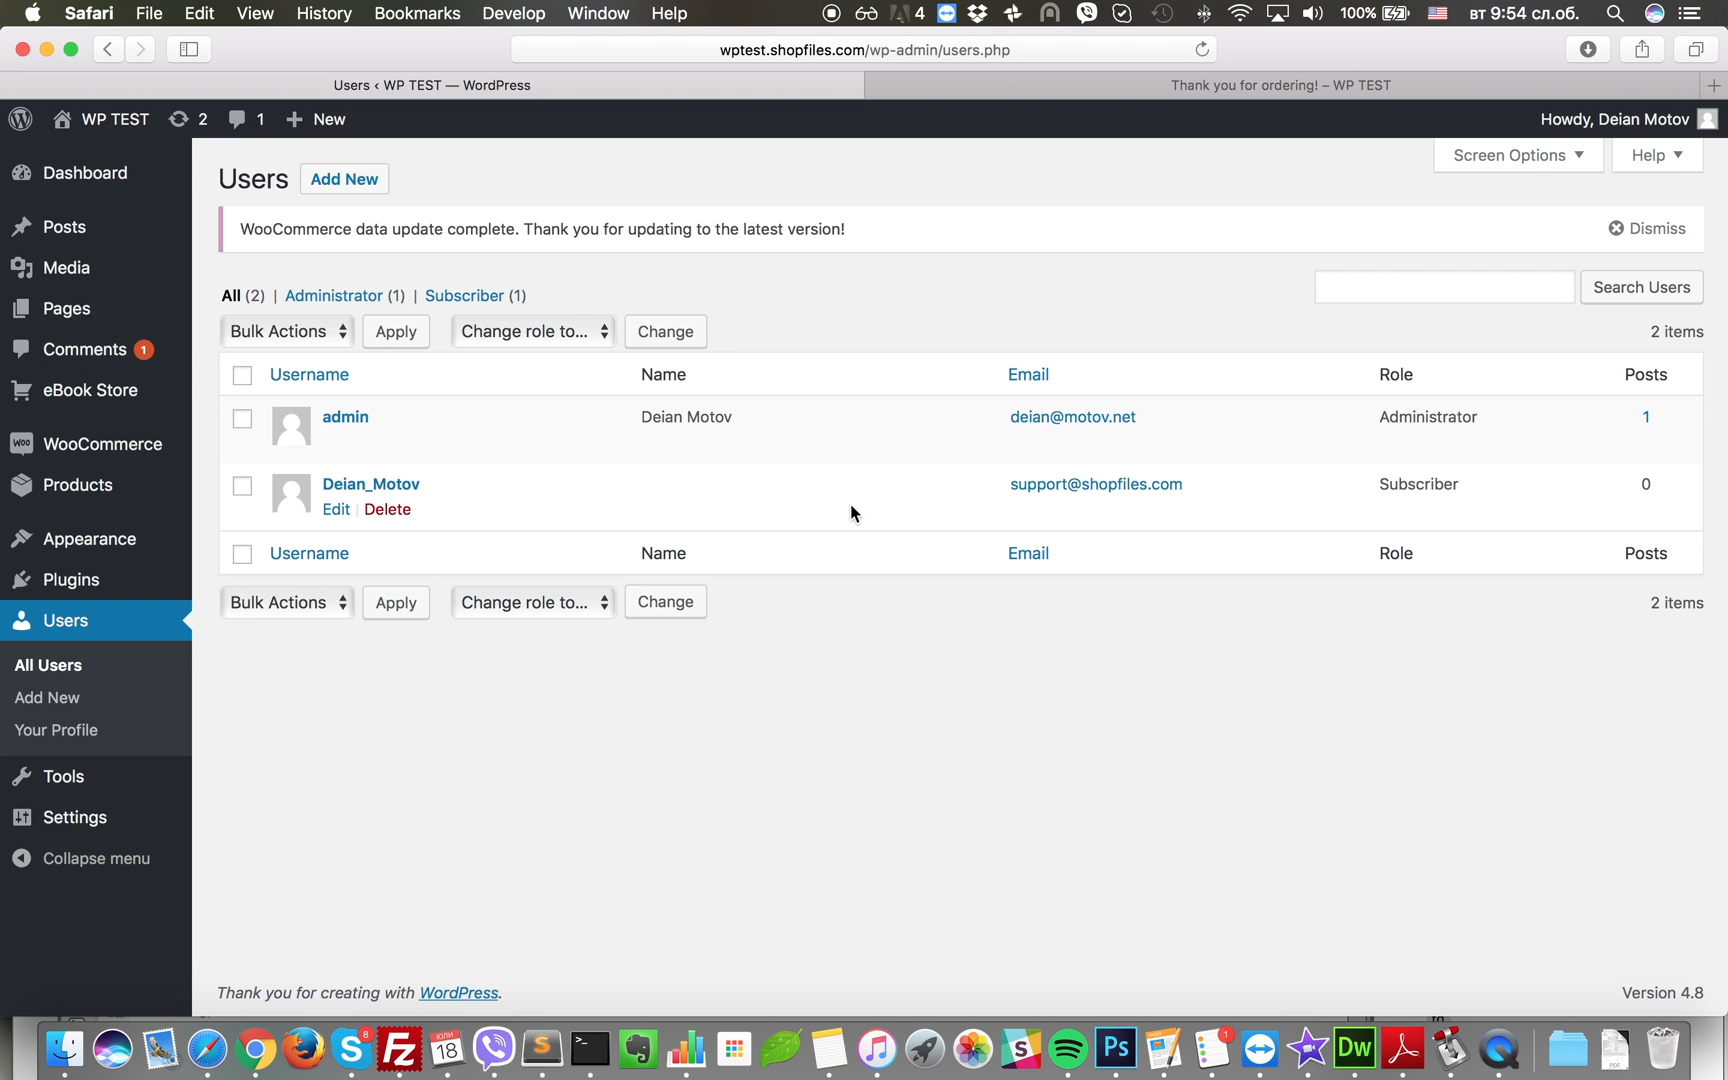 Safari File Edit View History Bookmarks Develop Window Help 4 100% вт 9:54 сл.об.
wptest.shopfiles.com/wp-admin/users.php
Users ‹ WP TEST — WordPress
Thank you for ordering! – WP TEST
WP TEST 2 1 New
Howdy, Deian Motov
Dashboard
Posts
Media
Pages
Comments 1
eBook Store
WooCommerce
Products
Appearance
Plugins
Users
All Users
Add New
Your Profile
Tools
Settings
Collapse menu
Screen Options
Help
Users Add New
WooCommerce data update complete. Thank you for updating to the latest version!
Dismiss
All (2) | Administrator (1) | Subscriber (1)
Search Users
Bulk Actions Apply Change role to... Change
2 items
Username Name Email Role Posts
admin Deian Motov deian@motov.net Administrator 1
Deian_Motov support@shopfiles.com Subscriber 0
Edit | Delete
Username Name Email Role Posts
Bulk Actions Apply Change role to... Change
2 items
Thank you for creating with WordPress.
Version 4.8
8
ЮЛИ
18
1
Ps
Dw
PDF